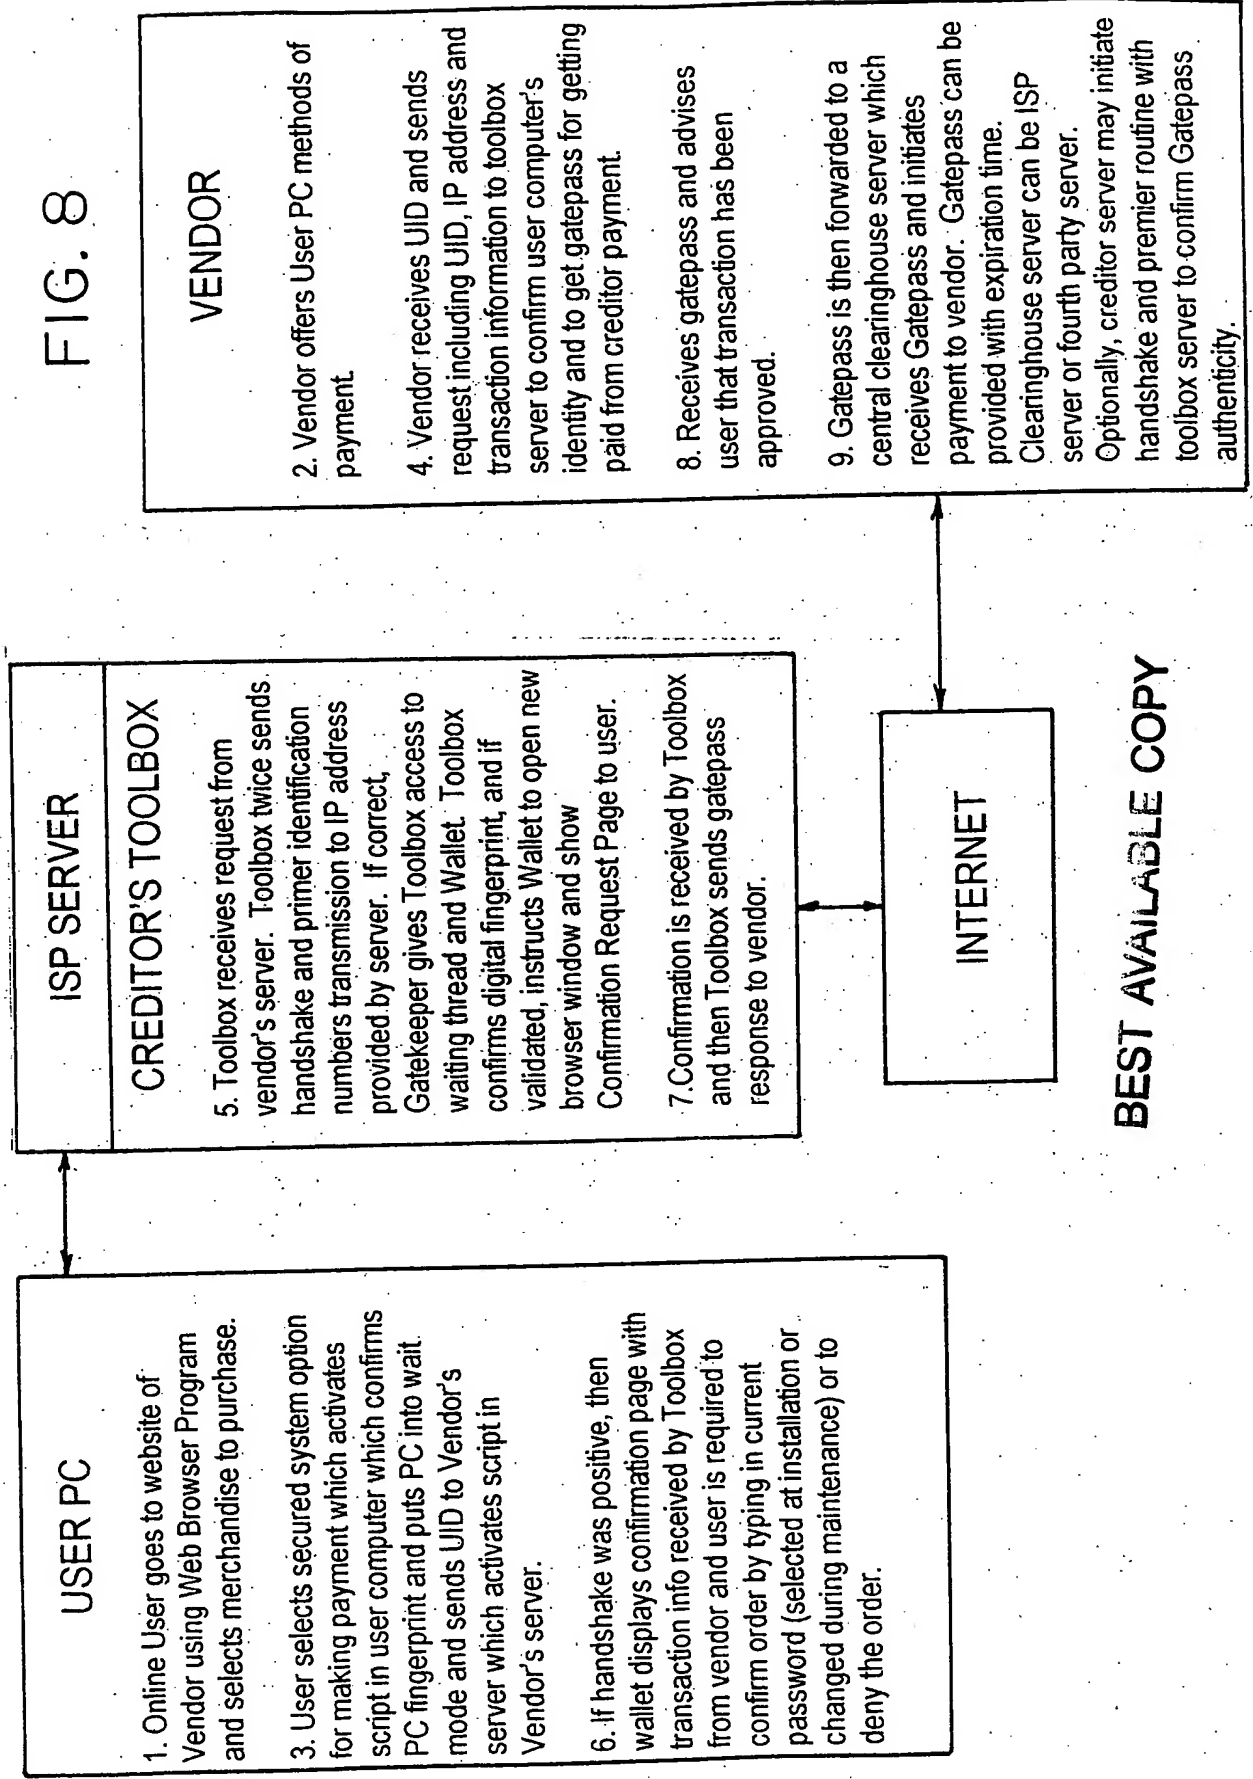 FIG. 8
USER PC
1. Online User goes to website of
Vendor using Web Browser Program
and selects merchandise to purchase.
3. User selects secured system option
for making payment which activates
script in user computer which confirms
PC fingerprint and puts PC into wait
mode and sends UID to Vendor's
server which activates script in
Vendor's server.
6. If handshake was positive, then
wallet displays confirmation page with
transaction info received by Toolbox
from vendor and user is required to
confirm order by typing in current
password (selected at installation or
changed during maintenance) or to
deny the order.
ISP SERVER
CREDITOR'S TOOLBOX
5. Toolbox receives request from
vendor's server. Toolbox twice sends
handshake and primer identification
numbers transmission to IP address
provided by server. If correct,
Gatekeeper gives Toolbox access to
waiting thread and Wallet. Toolbox
confirms digital fingerprint, and if
validated, instructs Wallet to open new
browser window and show
Confirmation Request Page to user.
7.Confirmation is received by Toolbox
and then Toolbox sends gatepass
response to vendor.
INTERNET
VENDOR
2. Vendor offers User PC methods of
payment.
4. Vendor receives UID and sends
request including UID, IP address and
transaction information to toolbox
server to confirm user computer's
identity and to get gatepass for getting
paid from creditor payment.
8. Receives gatepass and advises
user that transaction has been
approved.
9. Gatepass is then forwarded to a
central clearinghouse server which
receives Gatepass and initiates
payment to vendor. Gatepass can be
provided with expiration time.
Clearinghouse server can be ISP
server or fourth party server.
Optionally, creditor server may initiate
handshake and premier routine with
toolbox server to confirm Gatepass
authenticity.
BEST AVAILABLE COPY